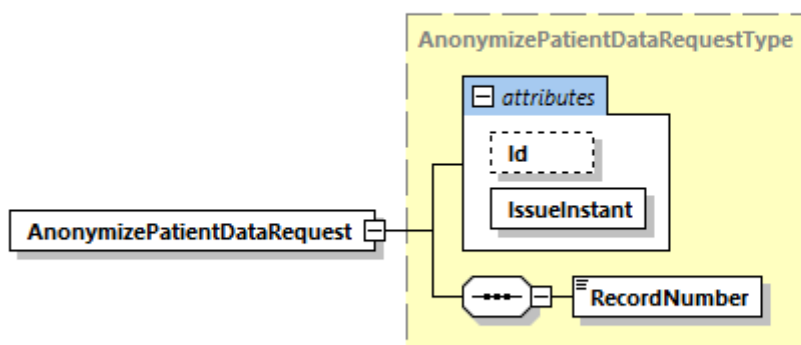 AnonymizePatientDataRequestType
attributes
Id
IssueInstant
AnonymizePatientDataRequest
RecordNumber